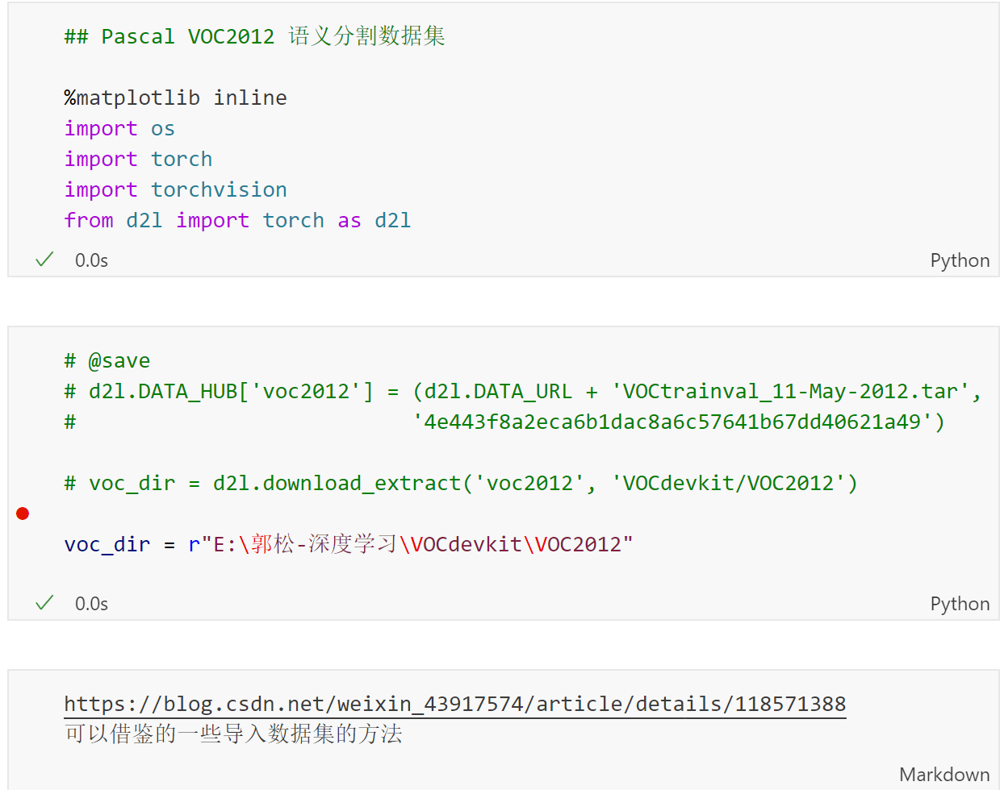 ## Pascal VOC2012 语义分割数据集
%matplotlib inline
import os
import torch
import torchvision
from d2l import torch as d2l
0.0s
Python
# @save
# d2l.DATA_HUB['voc2012'] = (d2l.DATA_URL + 'VOCtrainval_11-May-2012.tar',
#                            '4e443f8a2eca6b1dac8a6c57641b67dd40621a49')
# voc_dir = d2l.download_extract('voc2012', 'VOCdevkit/VOC2012')
voc_dir = r"E:\郭松-深度学习\VOCdevkit\VOC2012"
0.0s
Python
https://blog.csdn.net/weixin_43917574/article/details/118571388
可以借鉴的一些导入数据集的方法
Markdown